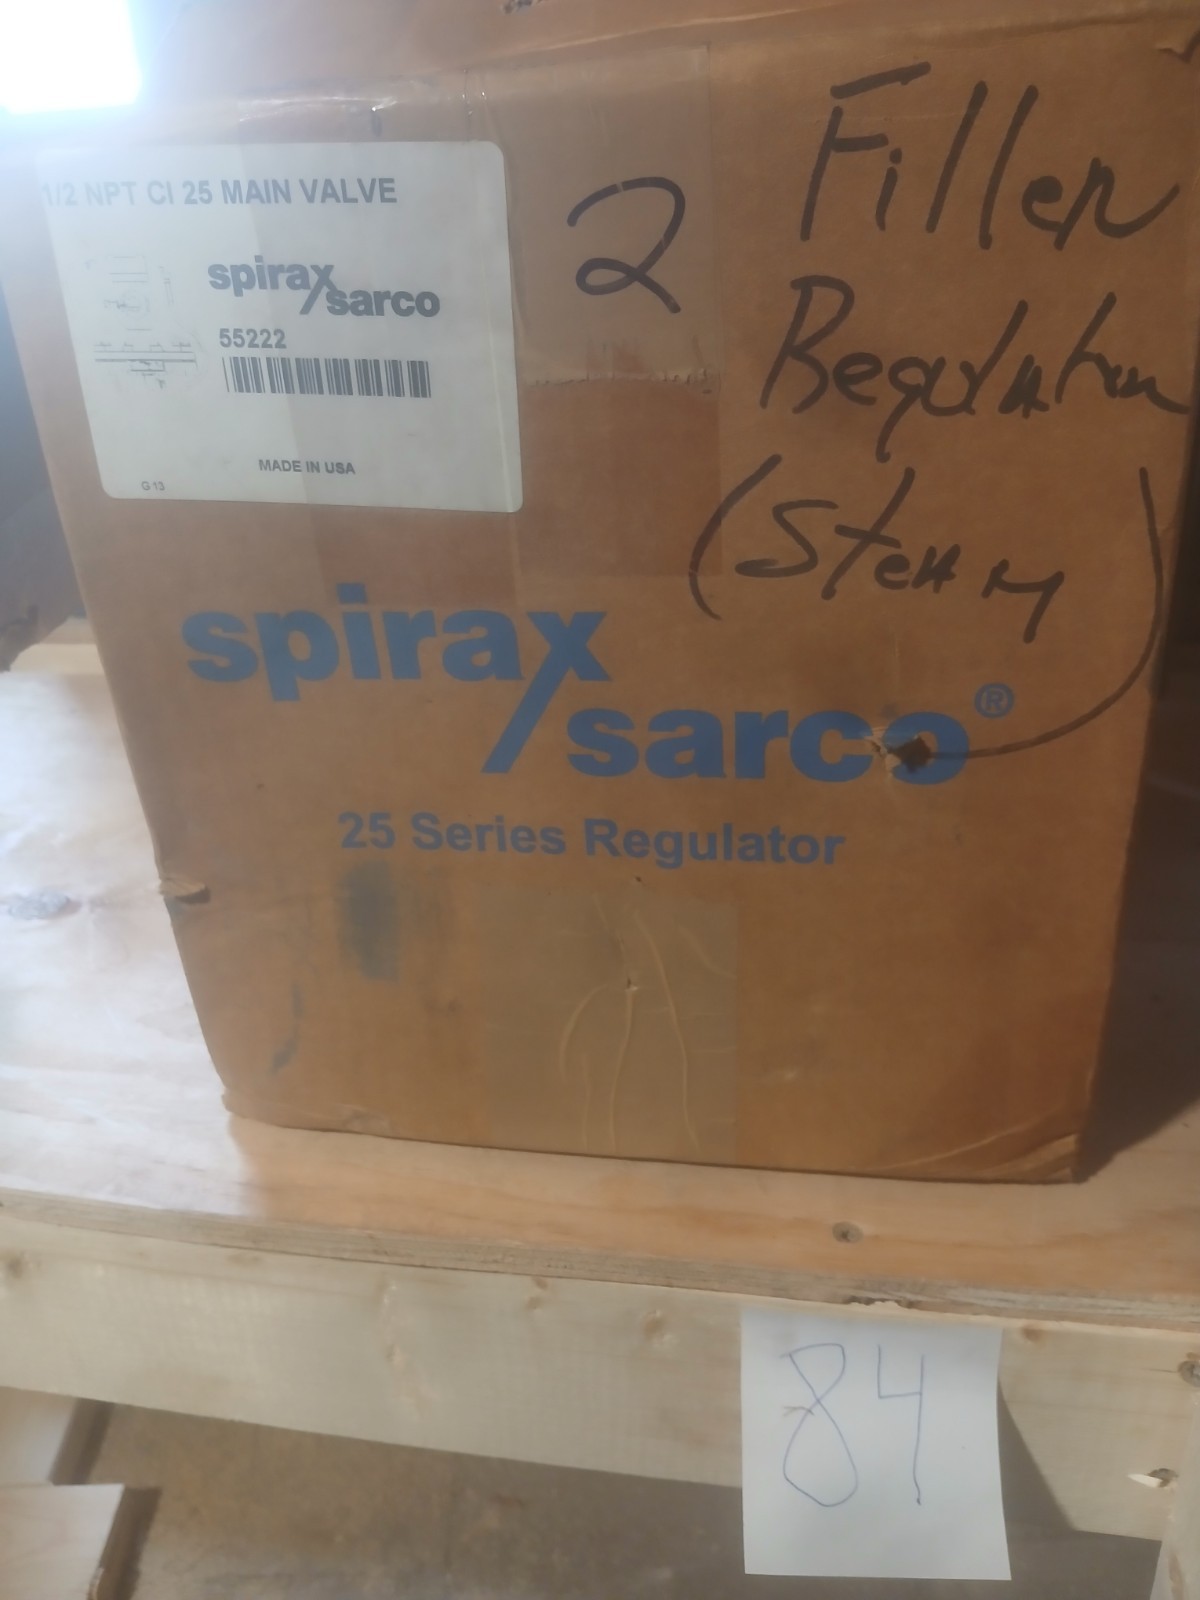 1/2 NPT CI 25 MAIN VALVE
spirax
sarco
55222
MADE IN USA
G 13
2
Filler
Regulator
(Steam)
spirax
sarco®
25 Series Regulator
84